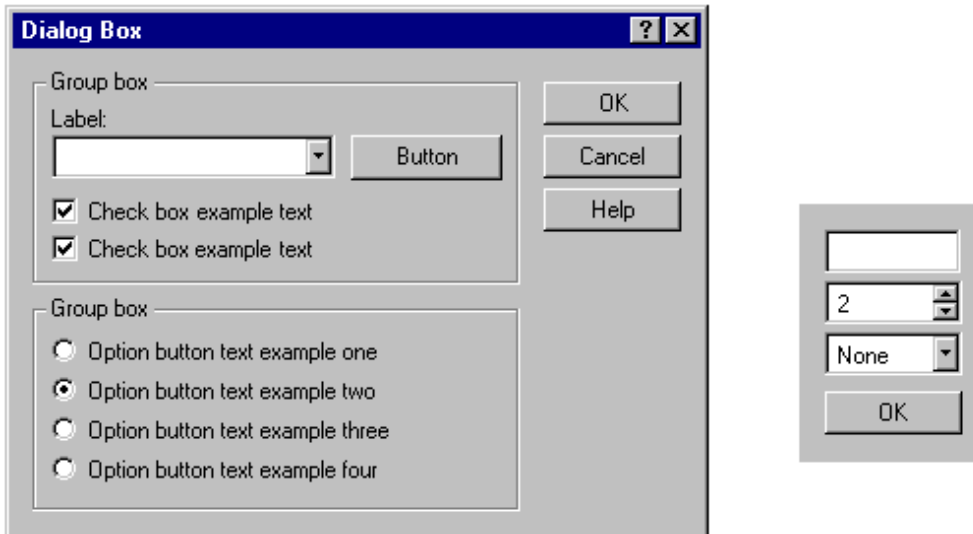 Dialog Box
Group box
Label:
Button
Check box example text
Check box example text
OK
Cancel
Help
Group box
Option button text example one
Option button text example two
Option button text example three
Option button text example four
2
None
OK